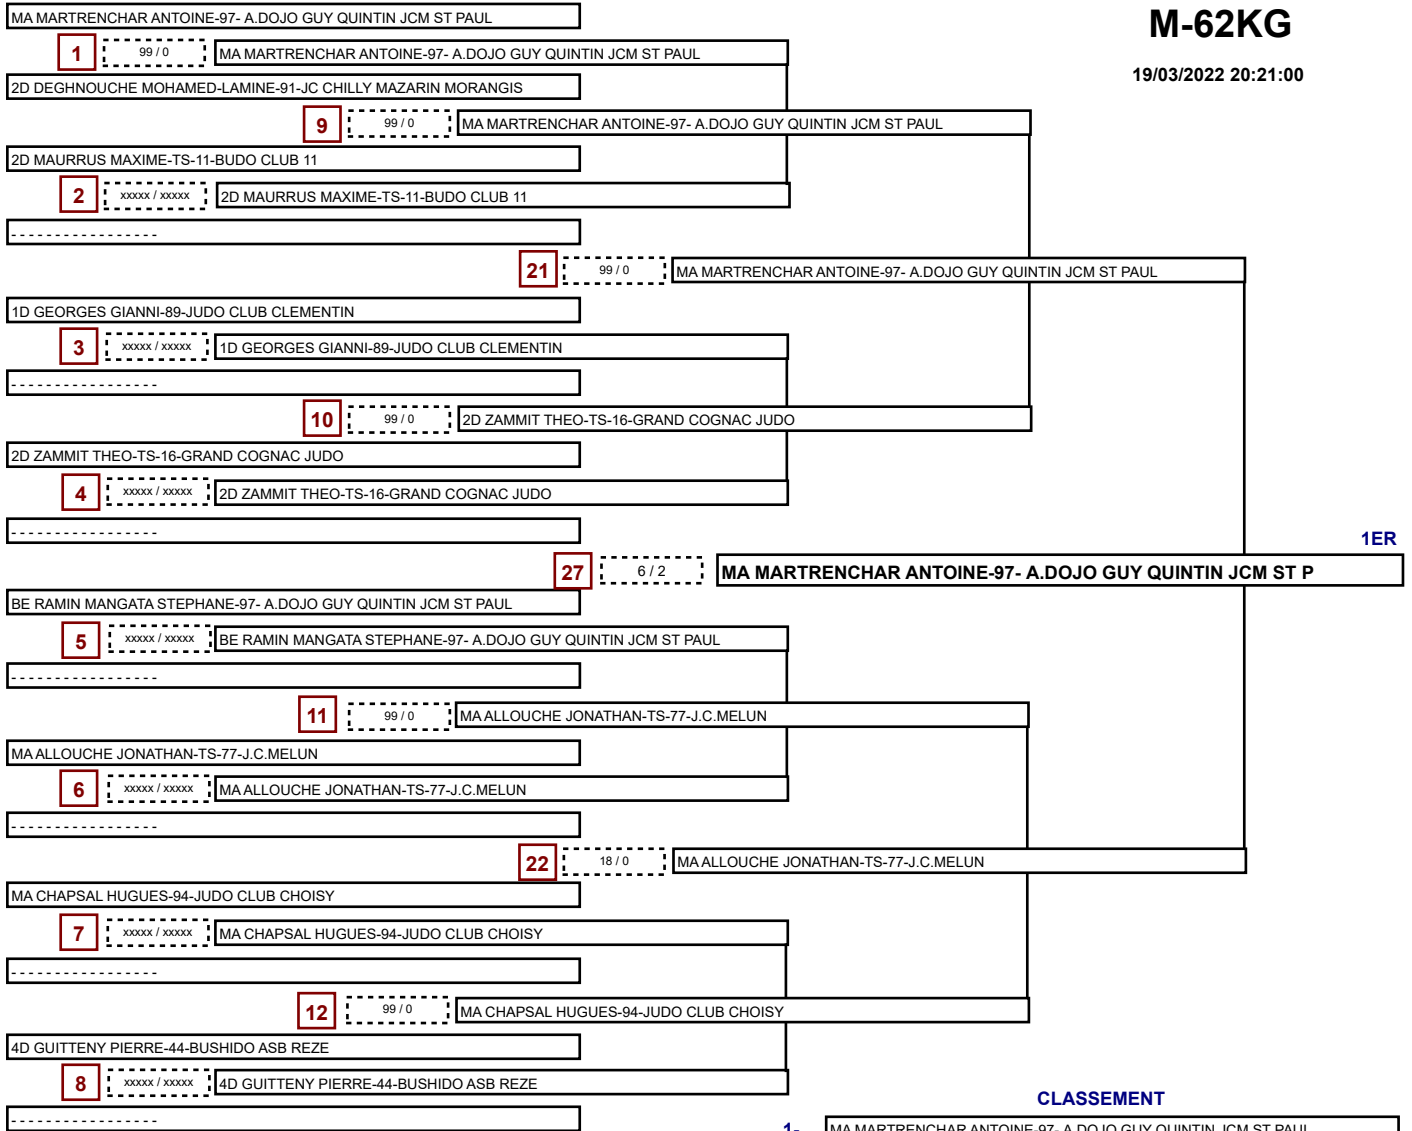 MA MARTRENCHAR ANTOINE-97- A.DOJO GUY QUINTIN JCM ST PAUL
M-62KG
1 99 / 0 MA MARTRENCHAR ANTOINE-97- A.DOJO GUY QUINTIN JCM ST PAUL
19/03/2022 20:21:00
2D DEGHNOUCHE MOHAMED-LAMINE-91-JC CHILLY MAZARIN MORANGIS
9 99 / 0 MA MARTRENCHAR ANTOINE-97- A.DOJO GUY QUINTIN JCM ST PAUL
2D MAURRUS MAXIME-TS-11-BUDO CLUB 11
2 xxxxx / xxxxx 2D MAURRUS MAXIME-TS-11-BUDO CLUB 11
- - - - - - - - - - - - - - - - -
21 99 / 0 MA MARTRENCHAR ANTOINE-97- A.DOJO GUY QUINTIN JCM ST PAUL
1D GEORGES GIANNI-89-JUDO CLUB CLEMENTIN
3 xxxxx / xxxxx 1D GEORGES GIANNI-89-JUDO CLUB CLEMENTIN
- - - - - - - - - - - - - - - - -
10 99 / 0 2D ZAMMIT THEO-TS-16-GRAND COGNAC JUDO
2D ZAMMIT THEO-TS-16-GRAND COGNAC JUDO
4 xxxxx / xxxxx 2D ZAMMIT THEO-TS-16-GRAND COGNAC JUDO
- - - - - - - - - - - - - - - - -
1ER
27 6 / 2 MA MARTRENCHAR ANTOINE-97- A.DOJO GUY QUINTIN JCM ST P
BE RAMIN MANGATA STEPHANE-97- A.DOJO GUY QUINTIN JCM ST PAUL
5 xxxxx / xxxxx BE RAMIN MANGATA STEPHANE-97- A.DOJO GUY QUINTIN JCM ST PAUL
- - - - - - - - - - - - - - - - -
11 99 / 0 MA ALLOUCHE JONATHAN-TS-77-J.C.MELUN
MA ALLOUCHE JONATHAN-TS-77-J.C.MELUN
6 xxxxx / xxxxx MA ALLOUCHE JONATHAN-TS-77-J.C.MELUN
- - - - - - - - - - - - - - - - -
22 18 / 0 MA ALLOUCHE JONATHAN-TS-77-J.C.MELUN
MA CHAPSAL HUGUES-94-JUDO CLUB CHOISY
7 xxxxx / xxxxx MA CHAPSAL HUGUES-94-JUDO CLUB CHOISY
- - - - - - - - - - - - - - - - -
12 99 / 0 MA CHAPSAL HUGUES-94-JUDO CLUB CHOISY
4D GUITTENY PIERRE-44-BUSHIDO ASB REZE
8 xxxxx / xxxxx 4D GUITTENY PIERRE-44-BUSHIDO ASB REZE
CLASSEMENT
- - - - - - - - - - - - - - - - -
1- MA MARTRENCHAR ANTOINE-97- A.DOJO GUY QUINTIN JCM ST PAUL